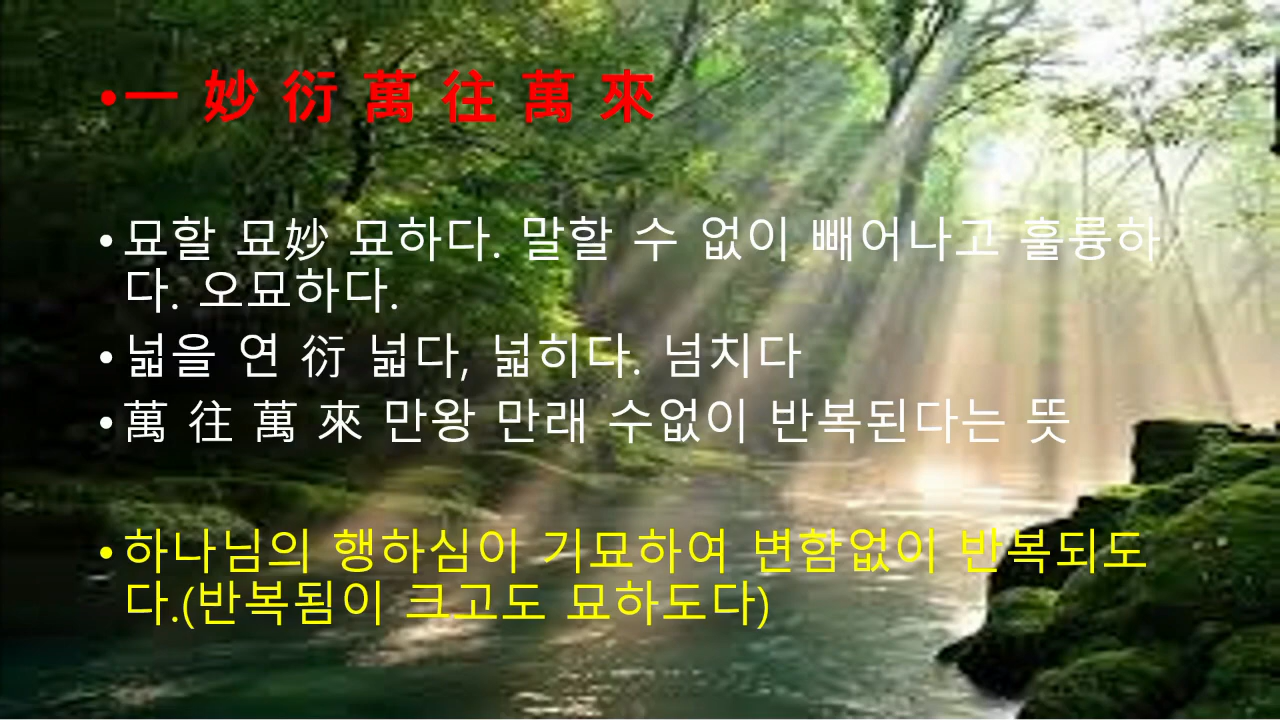 •一 妙 衍 萬 往 萬 來
•묘할 묘妙 묘하다. 말할 수 없이 빼어나고 훌륭하
다. 오묘하다.
•넓을 연 衍 넓다, 넓히다. 넘치다
•萬 往 萬 來 만왕 만래 수없이 반복된다는 뜻
•하나님의 행하심이 기묘하여 변함없이 반복되도
다.(반복됨이 크고도 묘하도다)